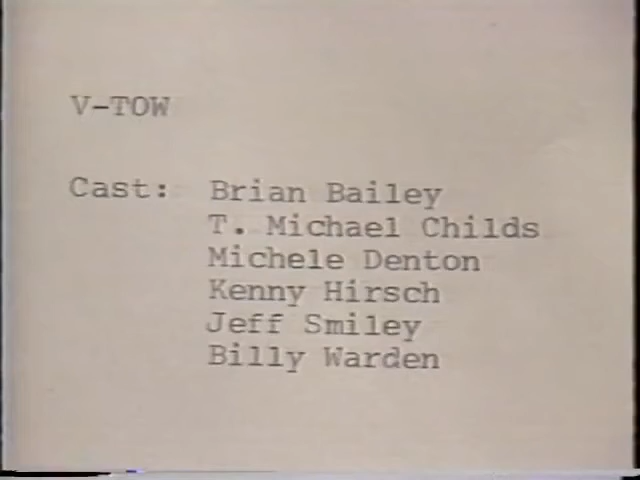 V-TOW
Cast: Brian Bailey
T. Michael Childs
Michele Denton
Kenny Hirsch
Jeff Smiley
Billy Warden